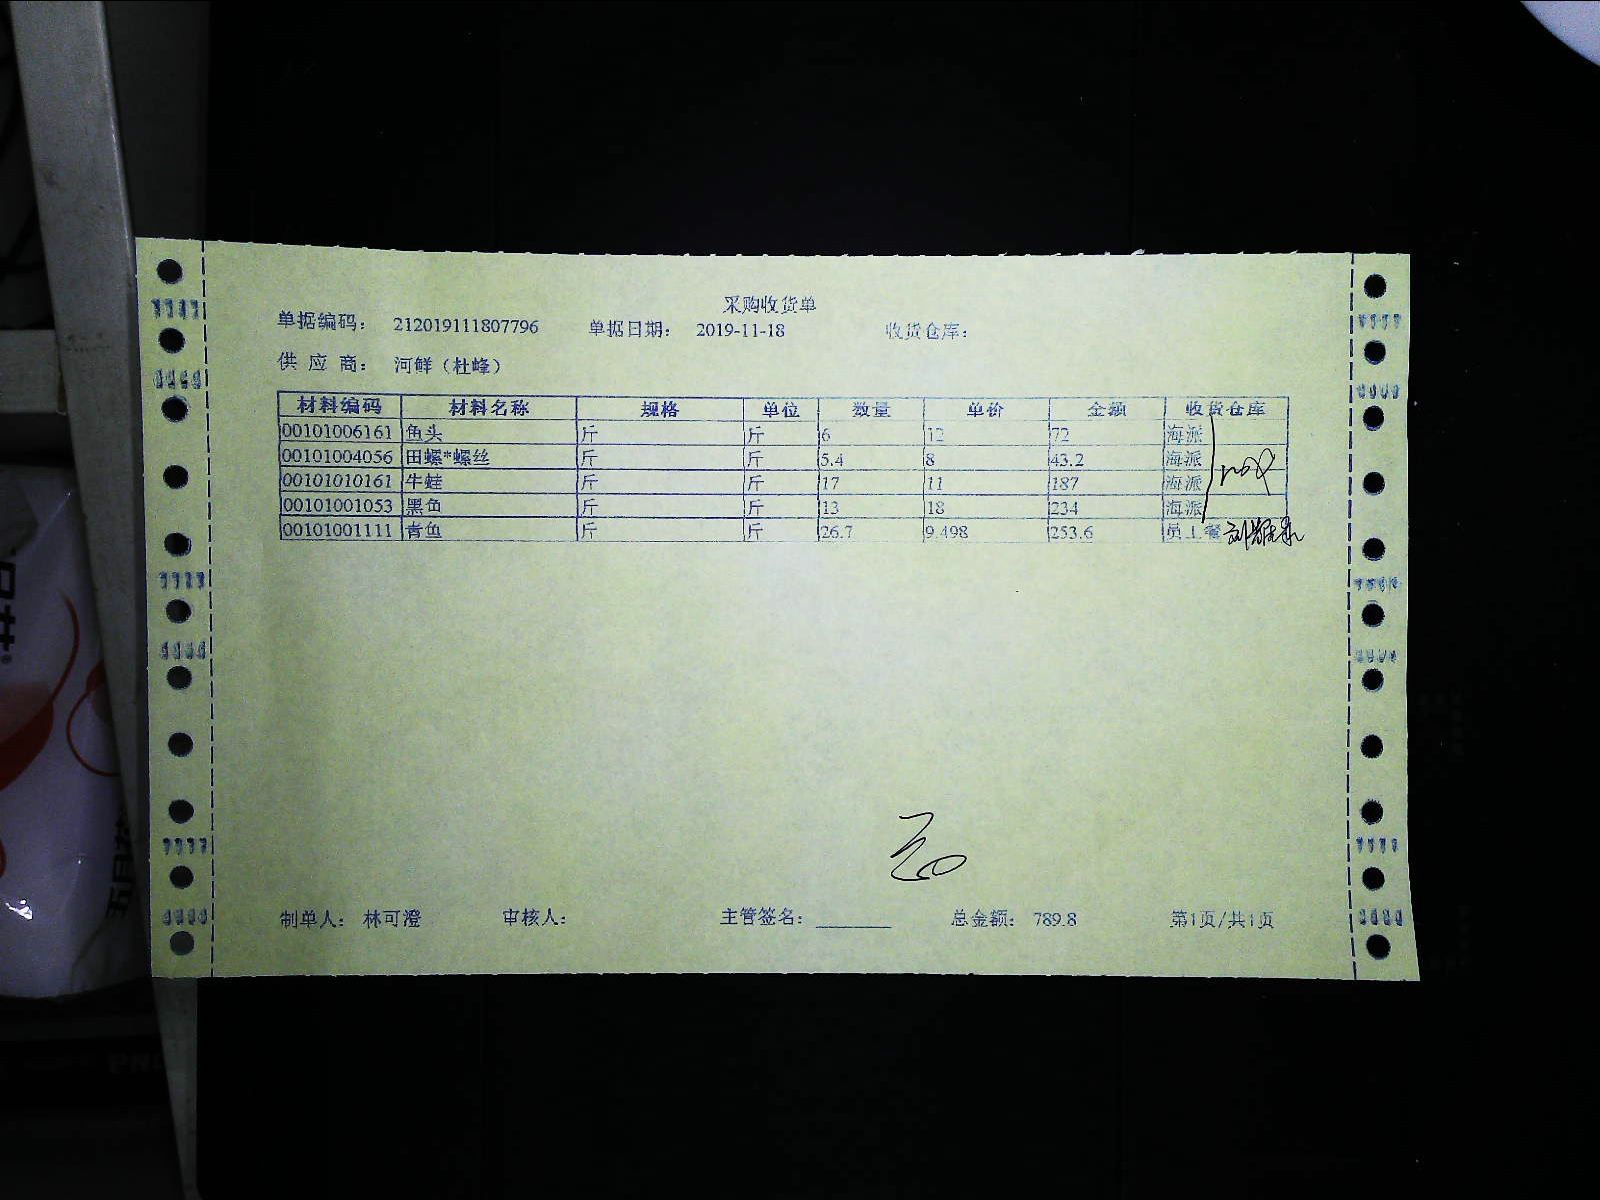 采购收货单
单据编码： 212019111807796 单据日期： 2019-11-18 收货仓库：
供 应 商： 河鲜（杜峰）
材料编码 材料名称 规格 单位 数量 单价 金额 收货仓库
00101006161 鱼头 斤 斤 6 12 72 海派
00101004056 田螺*螺丝 斤 斤 5.4 8 43.2 海派
00101010161 牛蛙 斤 斤 17 11 187 海派
00101001053 黑鱼 斤 斤 13 18 234 海派
00101001111 青鱼 斤 斤 26.7 9.498 253.6 员工餐
制单人： 林可澄 审核人： 主管签名： 总金额： 789.8 第1页/共1页